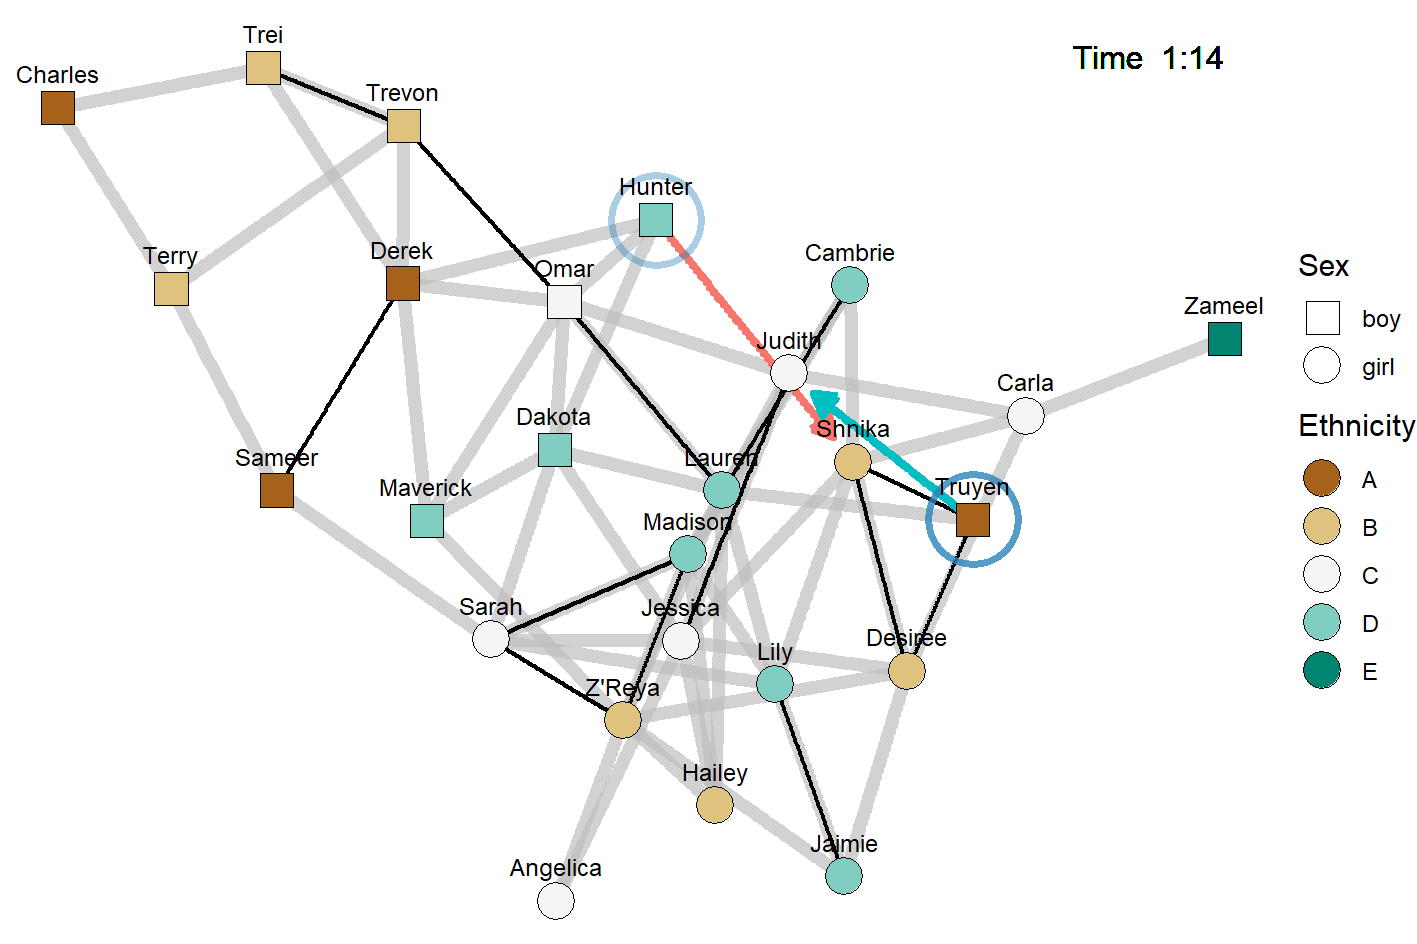 Trei
Time 1:14
Charles
Trevon
Hunter
Terry
Derek
Omar
Cambrie
Sex
Zameel
boy
Judith
girl
Carla
Dakota
Shnika
Ethnicity
Sameer
Lauren
A
Maverick
Truyen
Madison
B
C
Sarah
Jessica
D
Desiree
Lily
E
Z'Reya
Hailey
Jaimie
Angelica